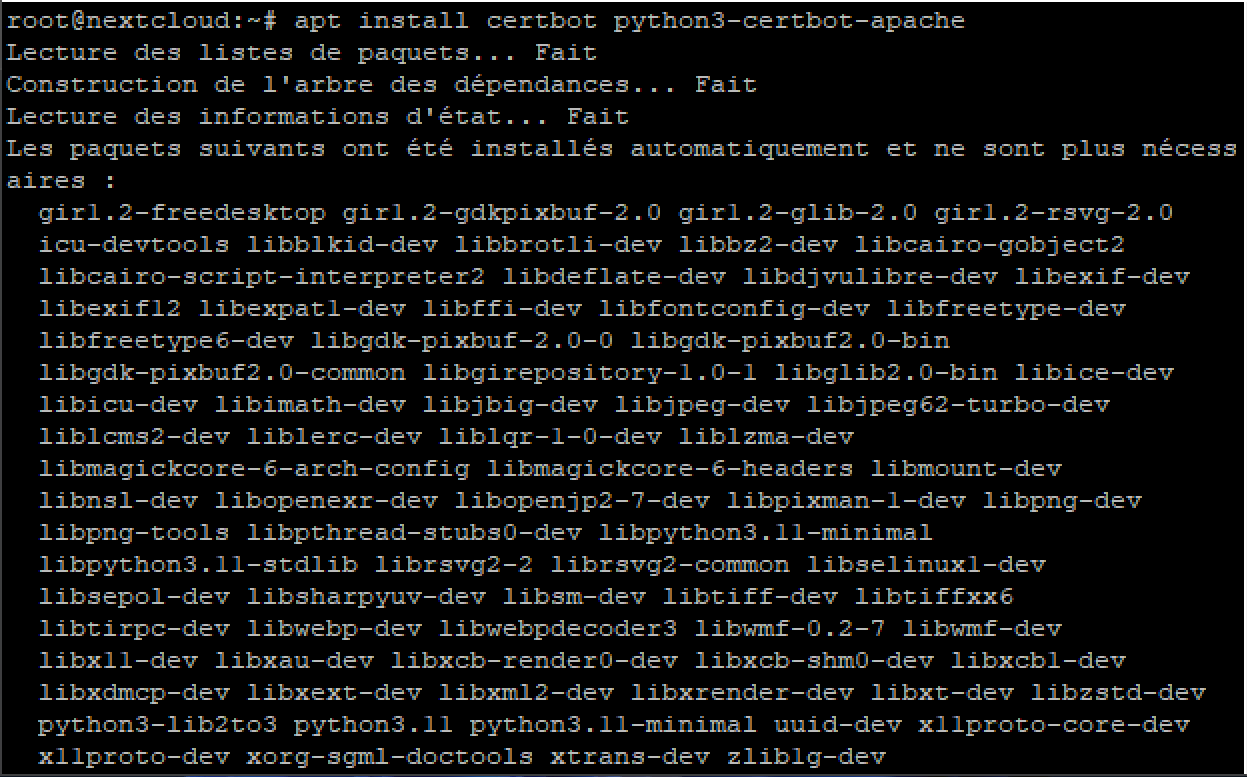 root@nextcloud:~# apt install certbot python3-certbot-apache
Lecture des listes de paquets... Fait
Construction de l'arbre des dépendances... Fait
Lecture des informations d'état... Fait
Les paquets suivants ont été installés automatiquement et ne sont plus nécess
aires :
  gir1.2-freedesktop gir1.2-gdkpixbuf-2.0 gir1.2-glib-2.0 gir1.2-rsvg-2.0
  icu-devtools libblkid-dev libbrotli-dev libbz2-dev libcairo-gobject2
  libcairo-script-interpreter2 libdeflate-dev libdjvulibre-dev libexif-dev
  libexif12 libexpat1-dev libffi-dev libfontconfig-dev libfreetype-dev
  libfreetype6-dev libgdk-pixbuf-2.0-0 libgdk-pixbuf2.0-bin
  libgdk-pixbuf2.0-common libgirepository-1.0-1 libglib2.0-bin libice-dev
  libicu-dev libimath-dev libjbig-dev libjpeg-dev libjpeg62-turbo-dev
  liblcms2-dev liblerc-dev liblqr-1-0-dev liblzma-dev
  libmagickcore-6-arch-config libmagickcore-6-headers libmount-dev
  libnsl-dev libopenexr-dev libopenjp2-7-dev libpixman-1-dev libpng-dev
  libpng-tools libpthread-stubs0-dev libpython3.11-minimal
  libpython3.11-stdlib librsvg2-2 librsvg2-common libselinux1-dev
  libsepol-dev libsharpyuv-dev libsm-dev libtiff-dev libtiffxx6
  libtirpc-dev libwebp-dev libwebpdecoder3 libwmf-0.2-7 libwmf-dev
  libx11-dev libxau-dev libxcb-render0-dev libxcb-shm0-dev libxcb1-dev
  libxdmcp-dev libxext-dev libxml2-dev libxrender-dev libxt-dev libzstd-dev
  python3-lib2to3 python3.11 python3.11-minimal uuid-dev x11proto-core-dev
  x11proto-dev xorg-sgml-doctools xtrans-dev zlib1g-dev